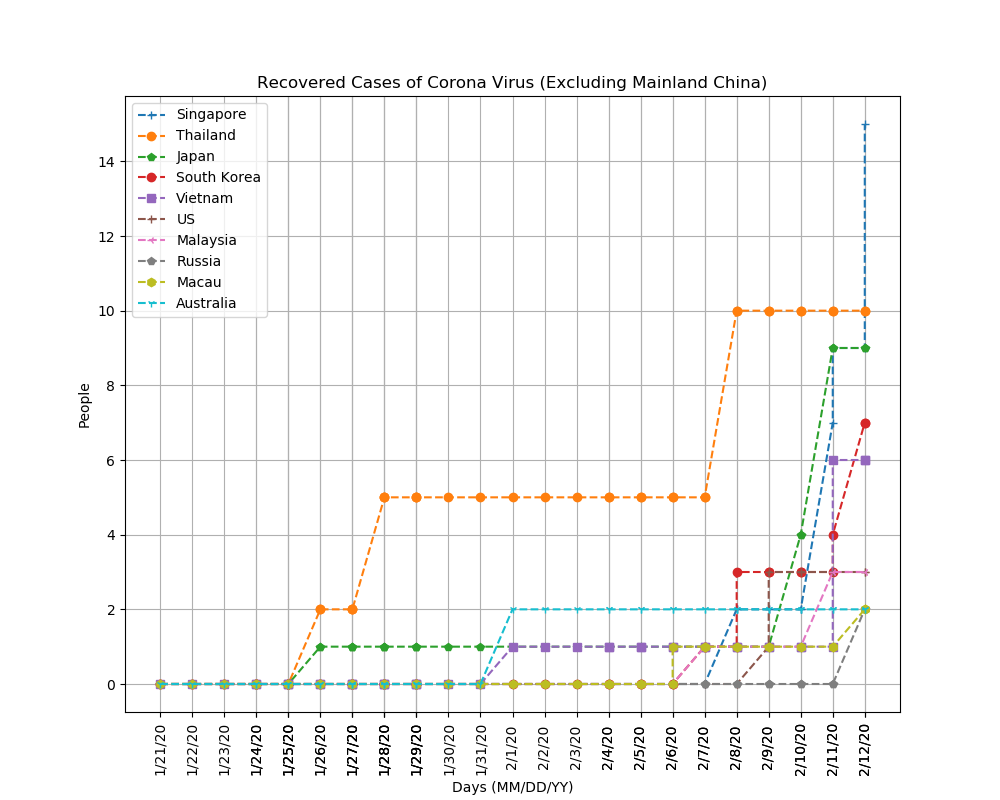 Recovered Cases of Corona Virus (Excluding Mainland China)
Singapore
Thailand
Japan
South Korea
Vietnam
US
Malaysia
Russia
Macau
Australia
14
12
10
8
6
4
2
0
People
1/21/20
1/22/20
1/23/20
1/24/20
1/25/20
1/26/20
1/27/20
1/28/20
1/29/20
1/30/20
1/31/20
2/1/20
2/2/20
2/3/20
2/4/20
2/5/20
2/6/20
2/7/20
2/8/20
2/9/20
2/10/20
2/11/20
2/12/20
Days (MM/DD/YY)